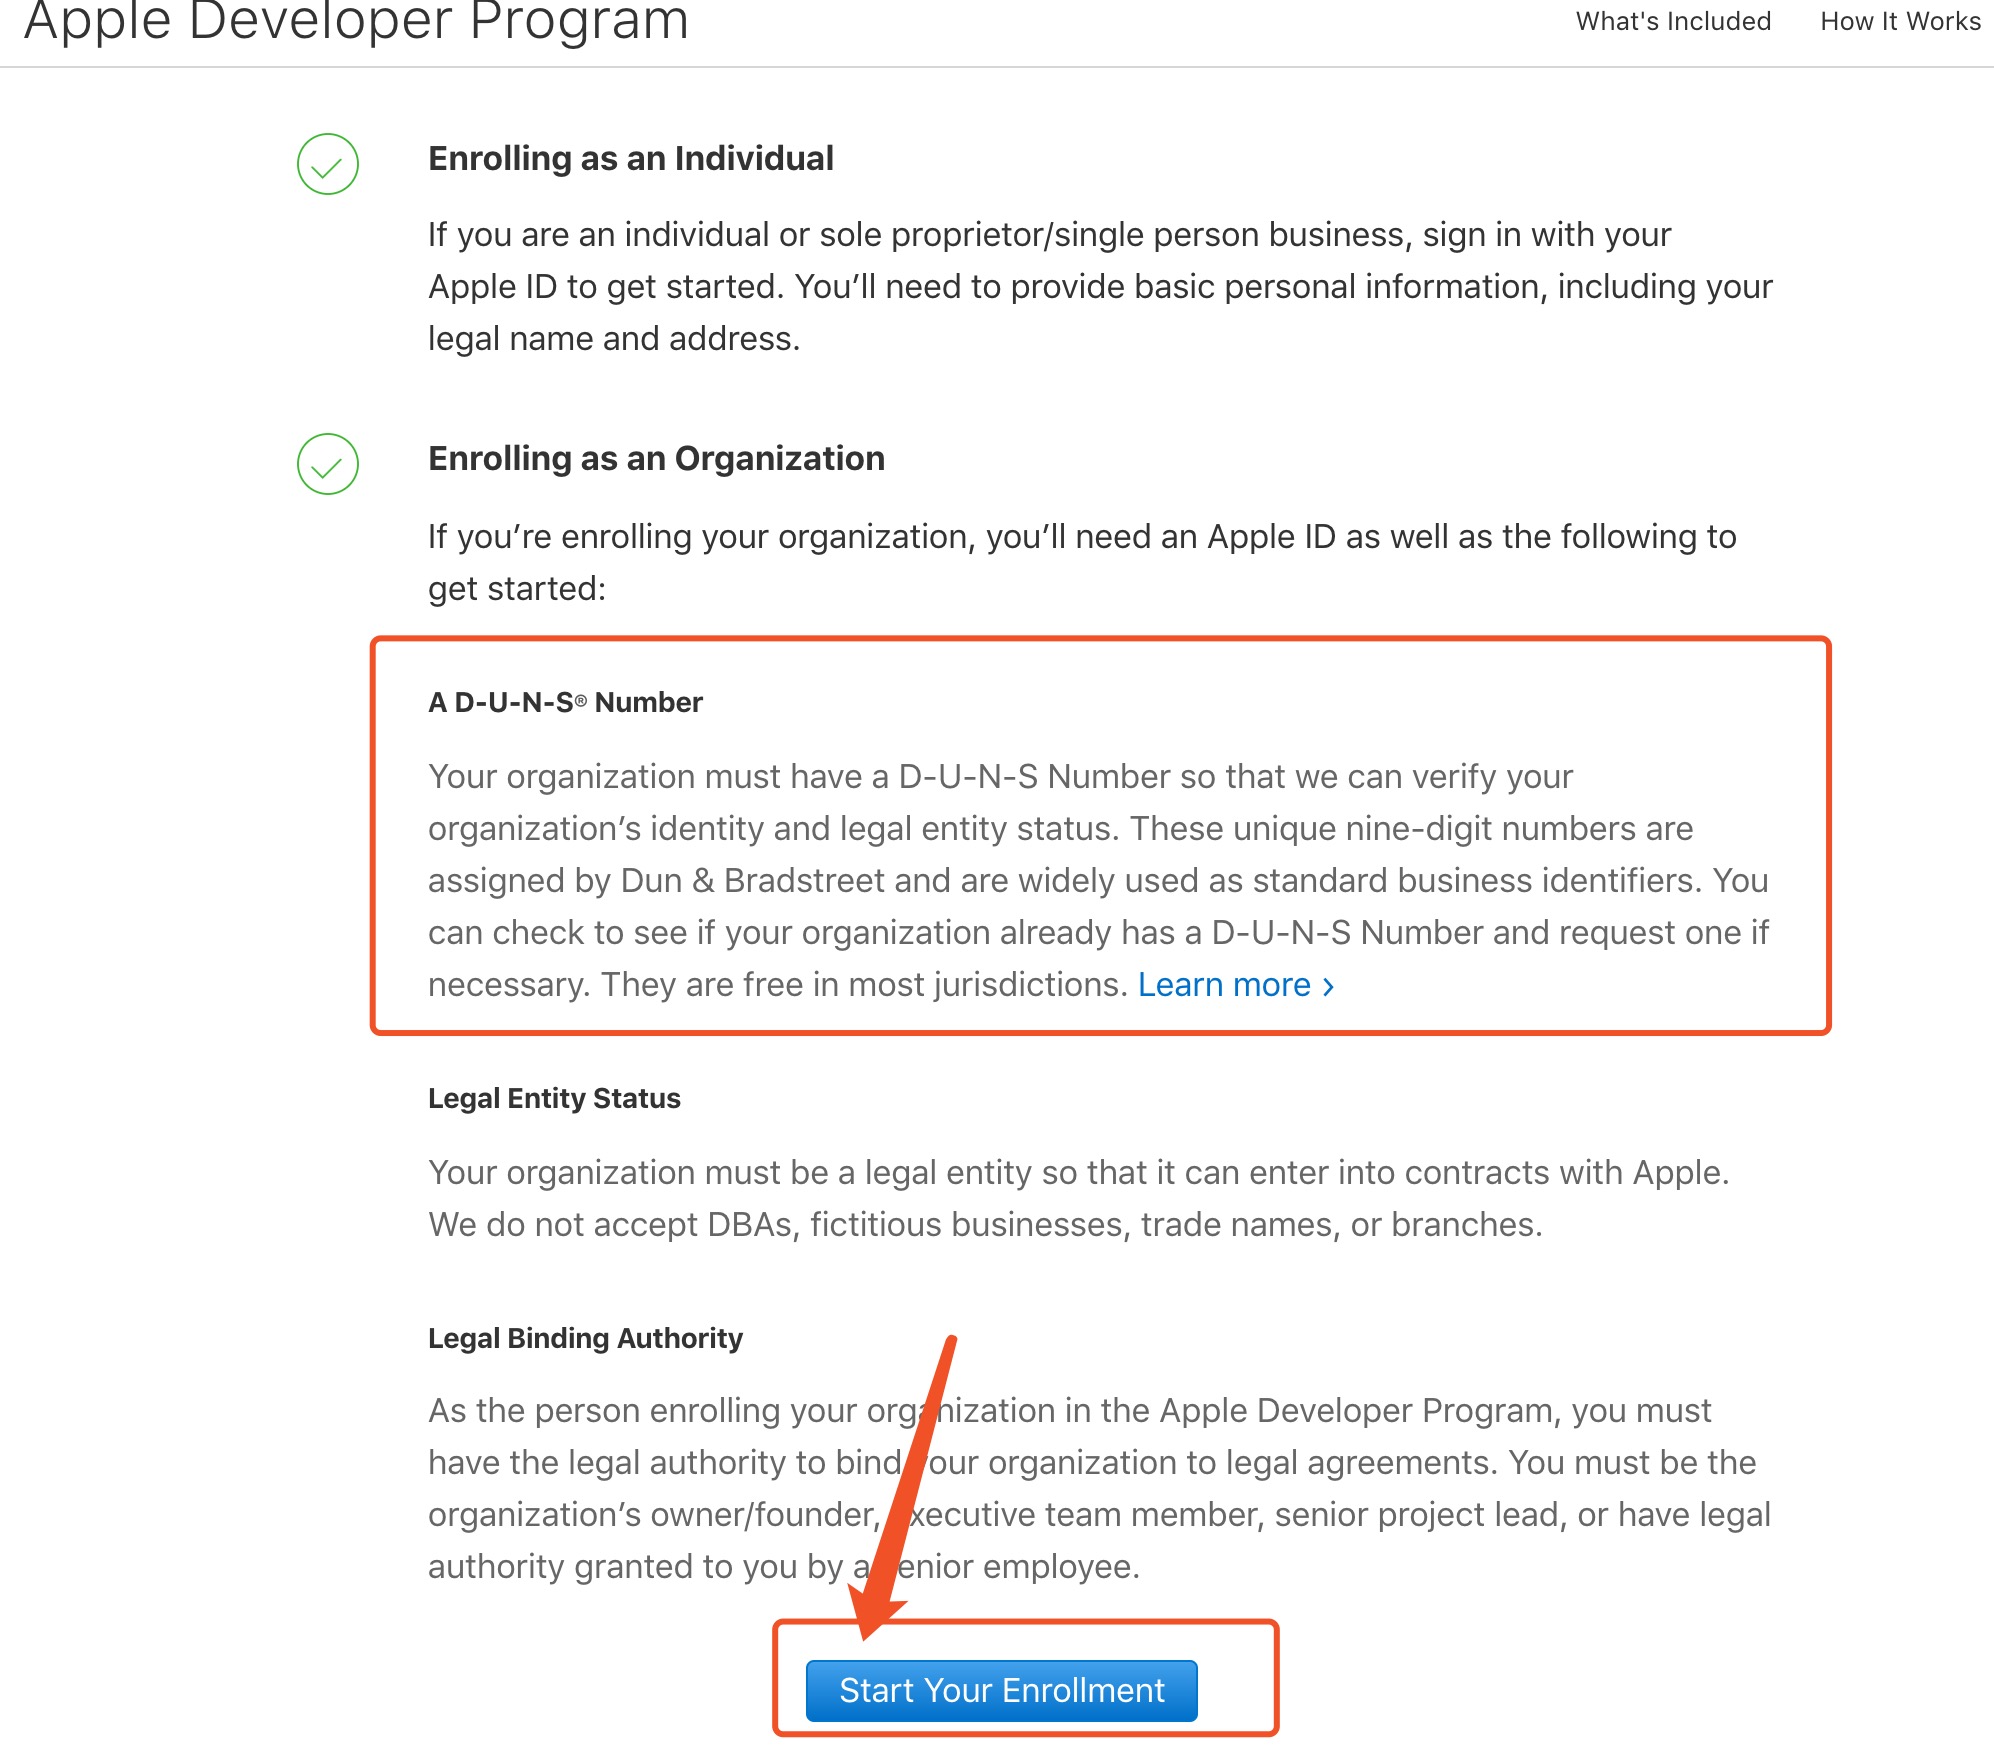 Apple Developer Program
What's Included
How It Works
Enrolling as an Individual
If you are an individual or sole proprietor/single person business, sign in with your
Apple ID to get started. You’ll need to provide basic personal information, including your
legal name and address.
Enrolling as an Organization
If you’re enrolling your organization, you’ll need an Apple ID as well as the following to
get started:
A D-U-N-S® Number
Your organization must have a D-U-N-S Number so that we can verify your
organization’s identity and legal entity status. These unique nine-digit numbers are
assigned by Dun & Bradstreet and are widely used as standard business identifiers. You
can check to see if your organization already has a D-U-N-S Number and request one if
necessary. They are free in most jurisdictions. Learn more ›
Legal Entity Status
Your organization must be a legal entity so that it can enter into contracts with Apple.
We do not accept DBAs, fictitious businesses, trade names, or branches.
Legal Binding Authority
As the person enrolling your organization in the Apple Developer Program, you must
have the legal authority to bind your organization to legal agreements. You must be the
organization’s owner/founder, executive team member, senior project lead, or have legal
authority granted to you by a senior employee.
Start Your Enrollment